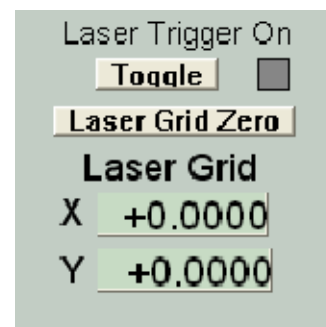 Laser Trigger On
Toggle
Laser Grid Zero
Laser Grid
X +0.0000
Y +0.0000